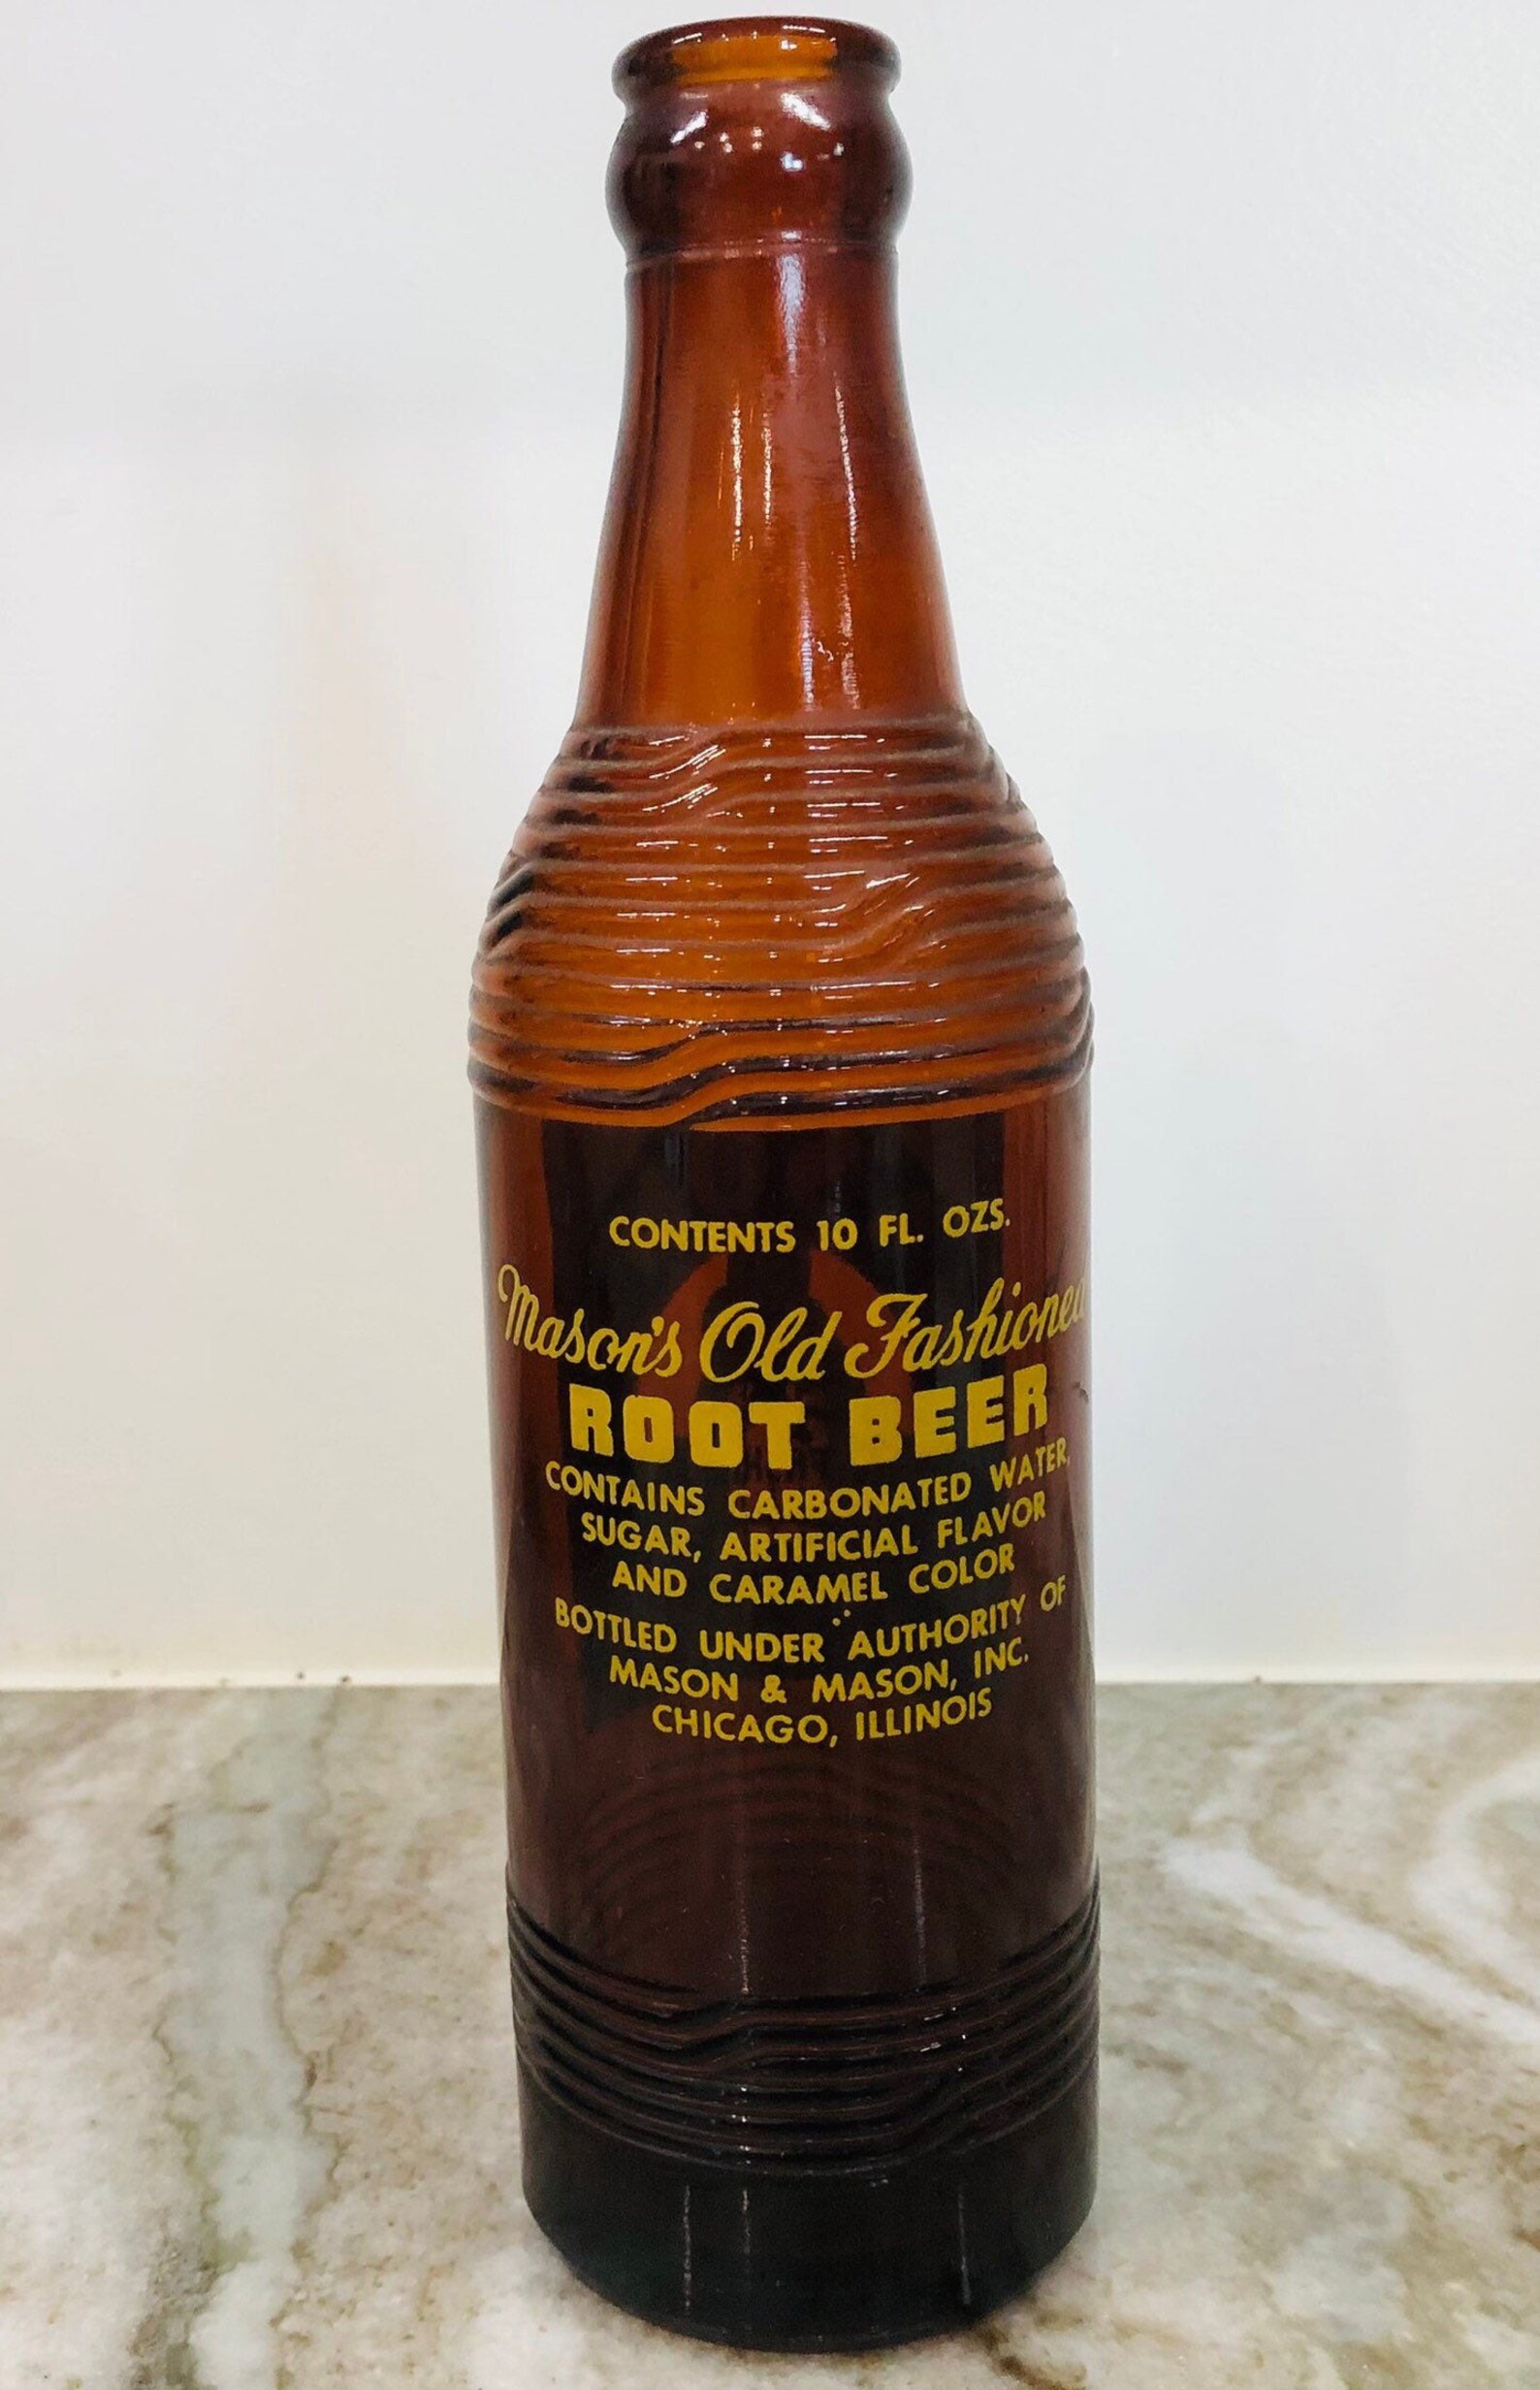 CONTENTS 10 FL. OZS.
Mason's Old Fashioned
ROOT BEER
CONTAINS CARBONATED WATER,
SUGAR, ARTIFICIAL FLAVOR
AND CARAMEL COLOR
BOTTLED UNDER AUTHORITY OF
MASON & MASON, INC.
CHICAGO, ILLINOIS